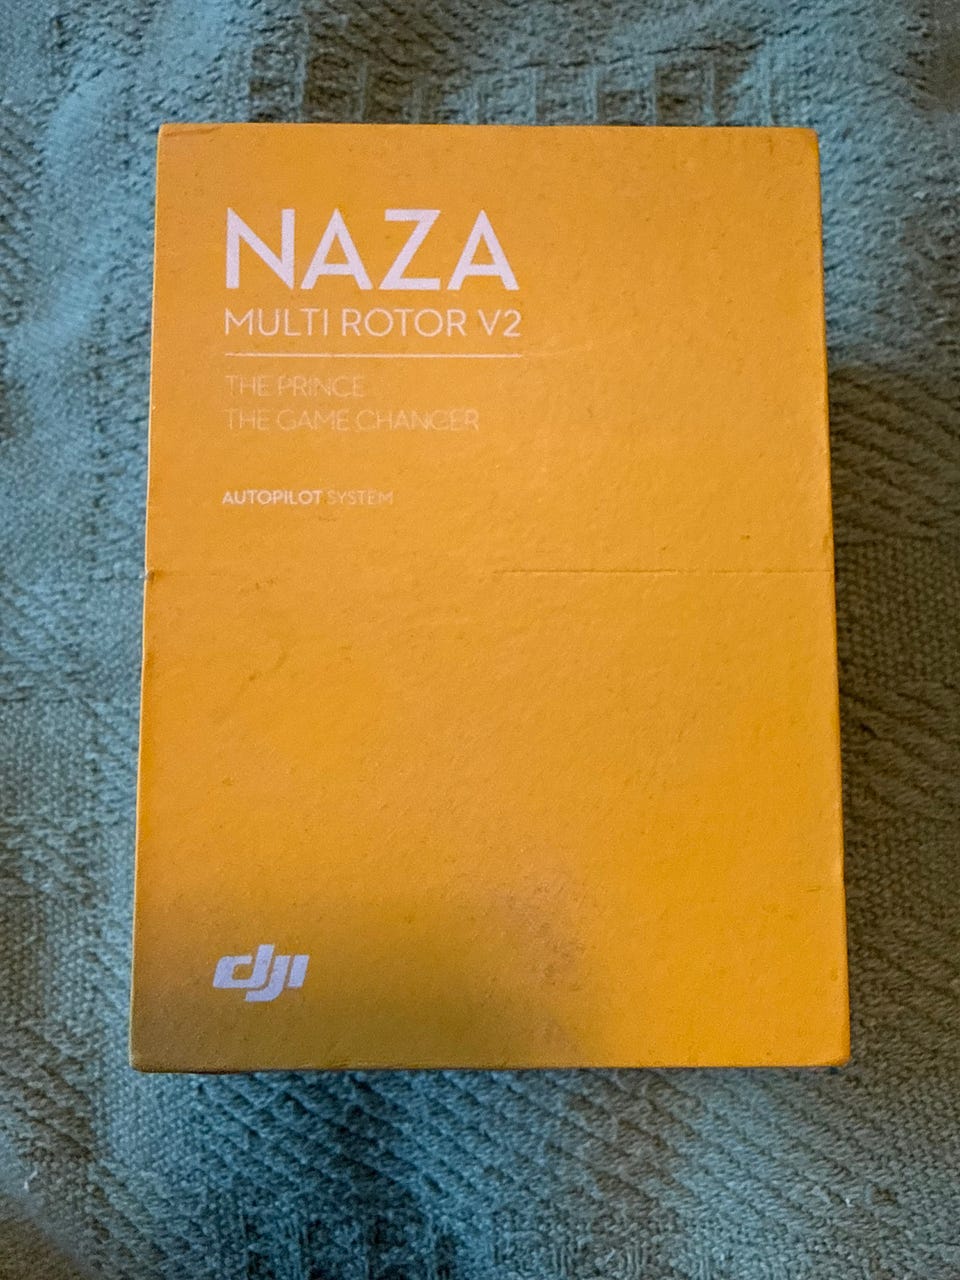 NAZA
MULTI ROTOR V2
THE PRINCE
THE GAME CHANGER
AUTOPILOT SYSTEM
dji